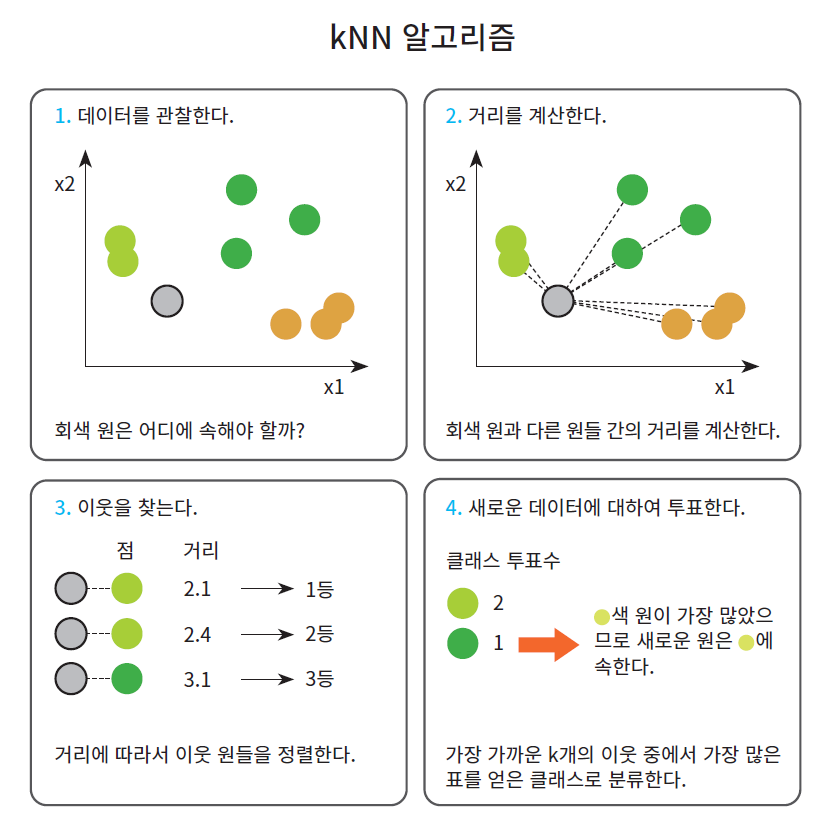 kNN 알고리즘
1. 데이터를 관찰한다.
x2
x1
회색 원은 어디에 속해야 할까?
2. 거리를 계산한다.
x2
x1
회색 원과 다른 원들 간의 거리를 계산한다.
3. 이웃을 찾는다.
점 거리
2.1 1등
2.4 2등
3.1 3등
거리에 따라서 이웃 원들을 정렬한다.
4. 새로운 데이터에 대하여 투표한다.
클래스 투표수
2
1
색 원이 가장 많았으
므로 새로운 원은 에
속한다.
가장 가까운 k개의 이웃 중에서 가장 많은
표를 얻은 클래스로 분류한다.